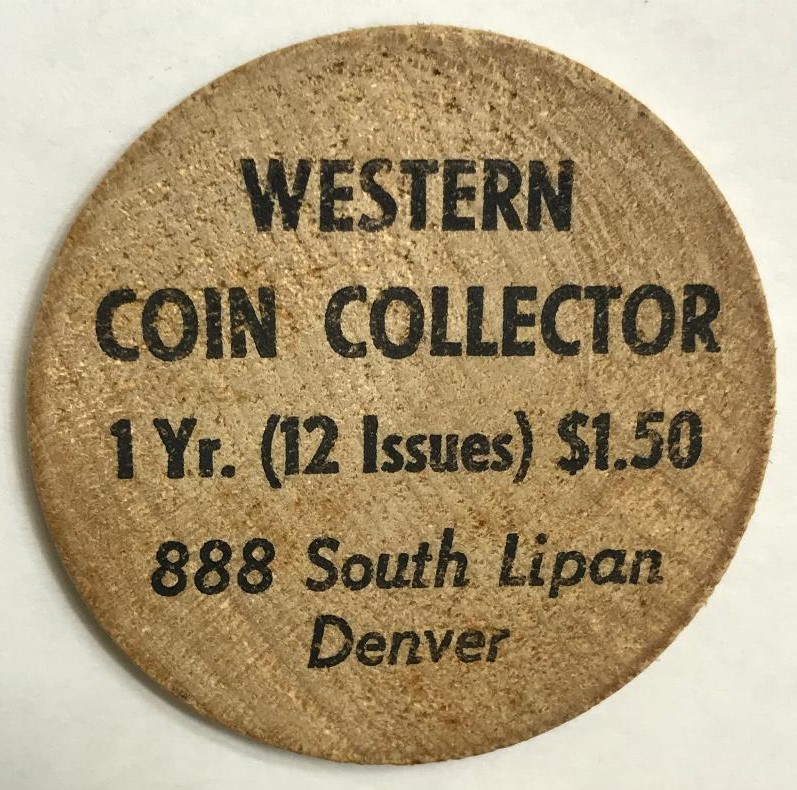 WESTERN
COIN COLLECTOR
1 Yr. (12 Issues) $1.50
888 South Lipan
Denver